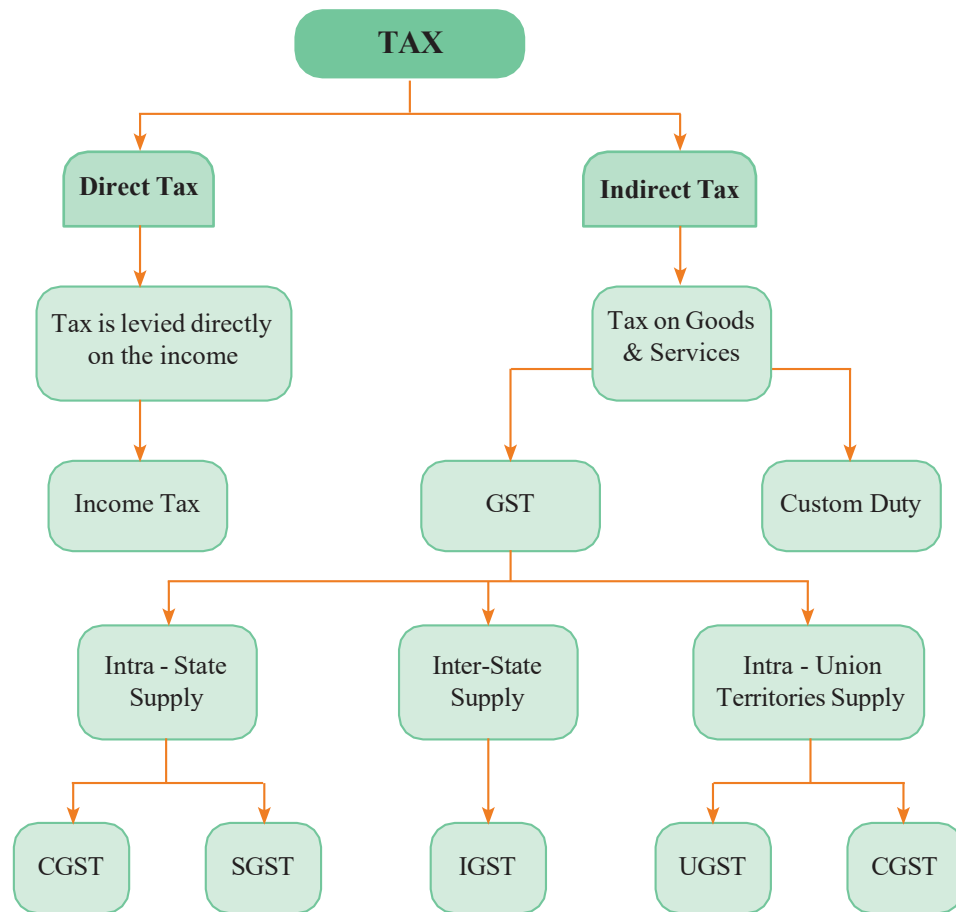 TAX
Direct Tax
Indirect Tax
Tax is levied directly
on the income
Tax on Goods
& Services
Income Tax
GST
Custom Duty
Intra - State
Supply
Inter-State
Supply
Intra - Union
Territories Supply
CGST
SGST
IGST
UGST
CGST